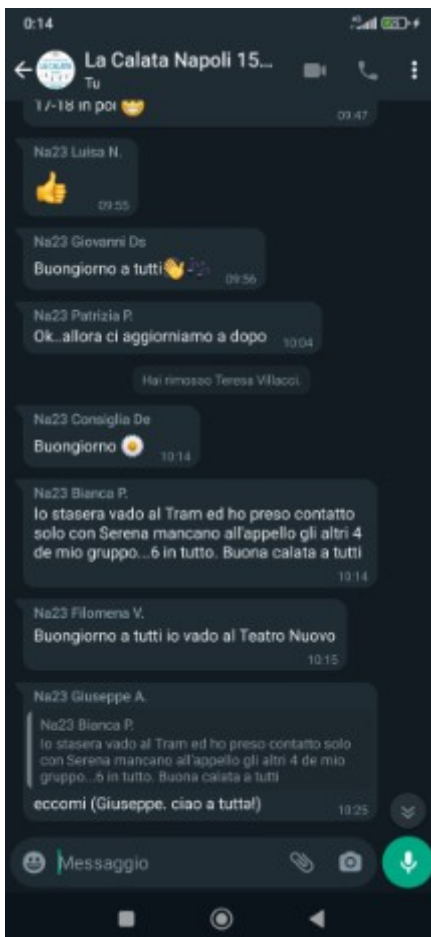 0:14
La Calata Napoli 15...
Tu
17-18 in poi
09:47
Na23 Luisa N.
09:55
Na23 Giovanni Ds
Buongiorno a tutti
09:56
Na23 Patrizia P.
Ok..allora ci aggiorniamo a dopo
10:04
Hai rimosso Teresa Villacci.
Na23 Consiglia De
Buongiorno
10:14
Na23 Bianca P.
Io stasera vado al Tram ed ho preso contatto
solo con Serena mancano all'appello gli altri 4
de mio gruppo...6 in tutto. Buona calata a tutti
10:14
Na23 Filomena V.
Buongiorno a tutti io vado al Teatro Nuovo
10:15
Na23 Giuseppe A.
Na23 Bianca P.
Io stasera vado al Tram ed ho preso contatto solo
con Serena mancano all'appello gli altri 4 de mio
gruppo...6 in tutto. Buona calata a tutti
eccomi (Giuseppe. ciao a tutta!)
10:25
Messaggio